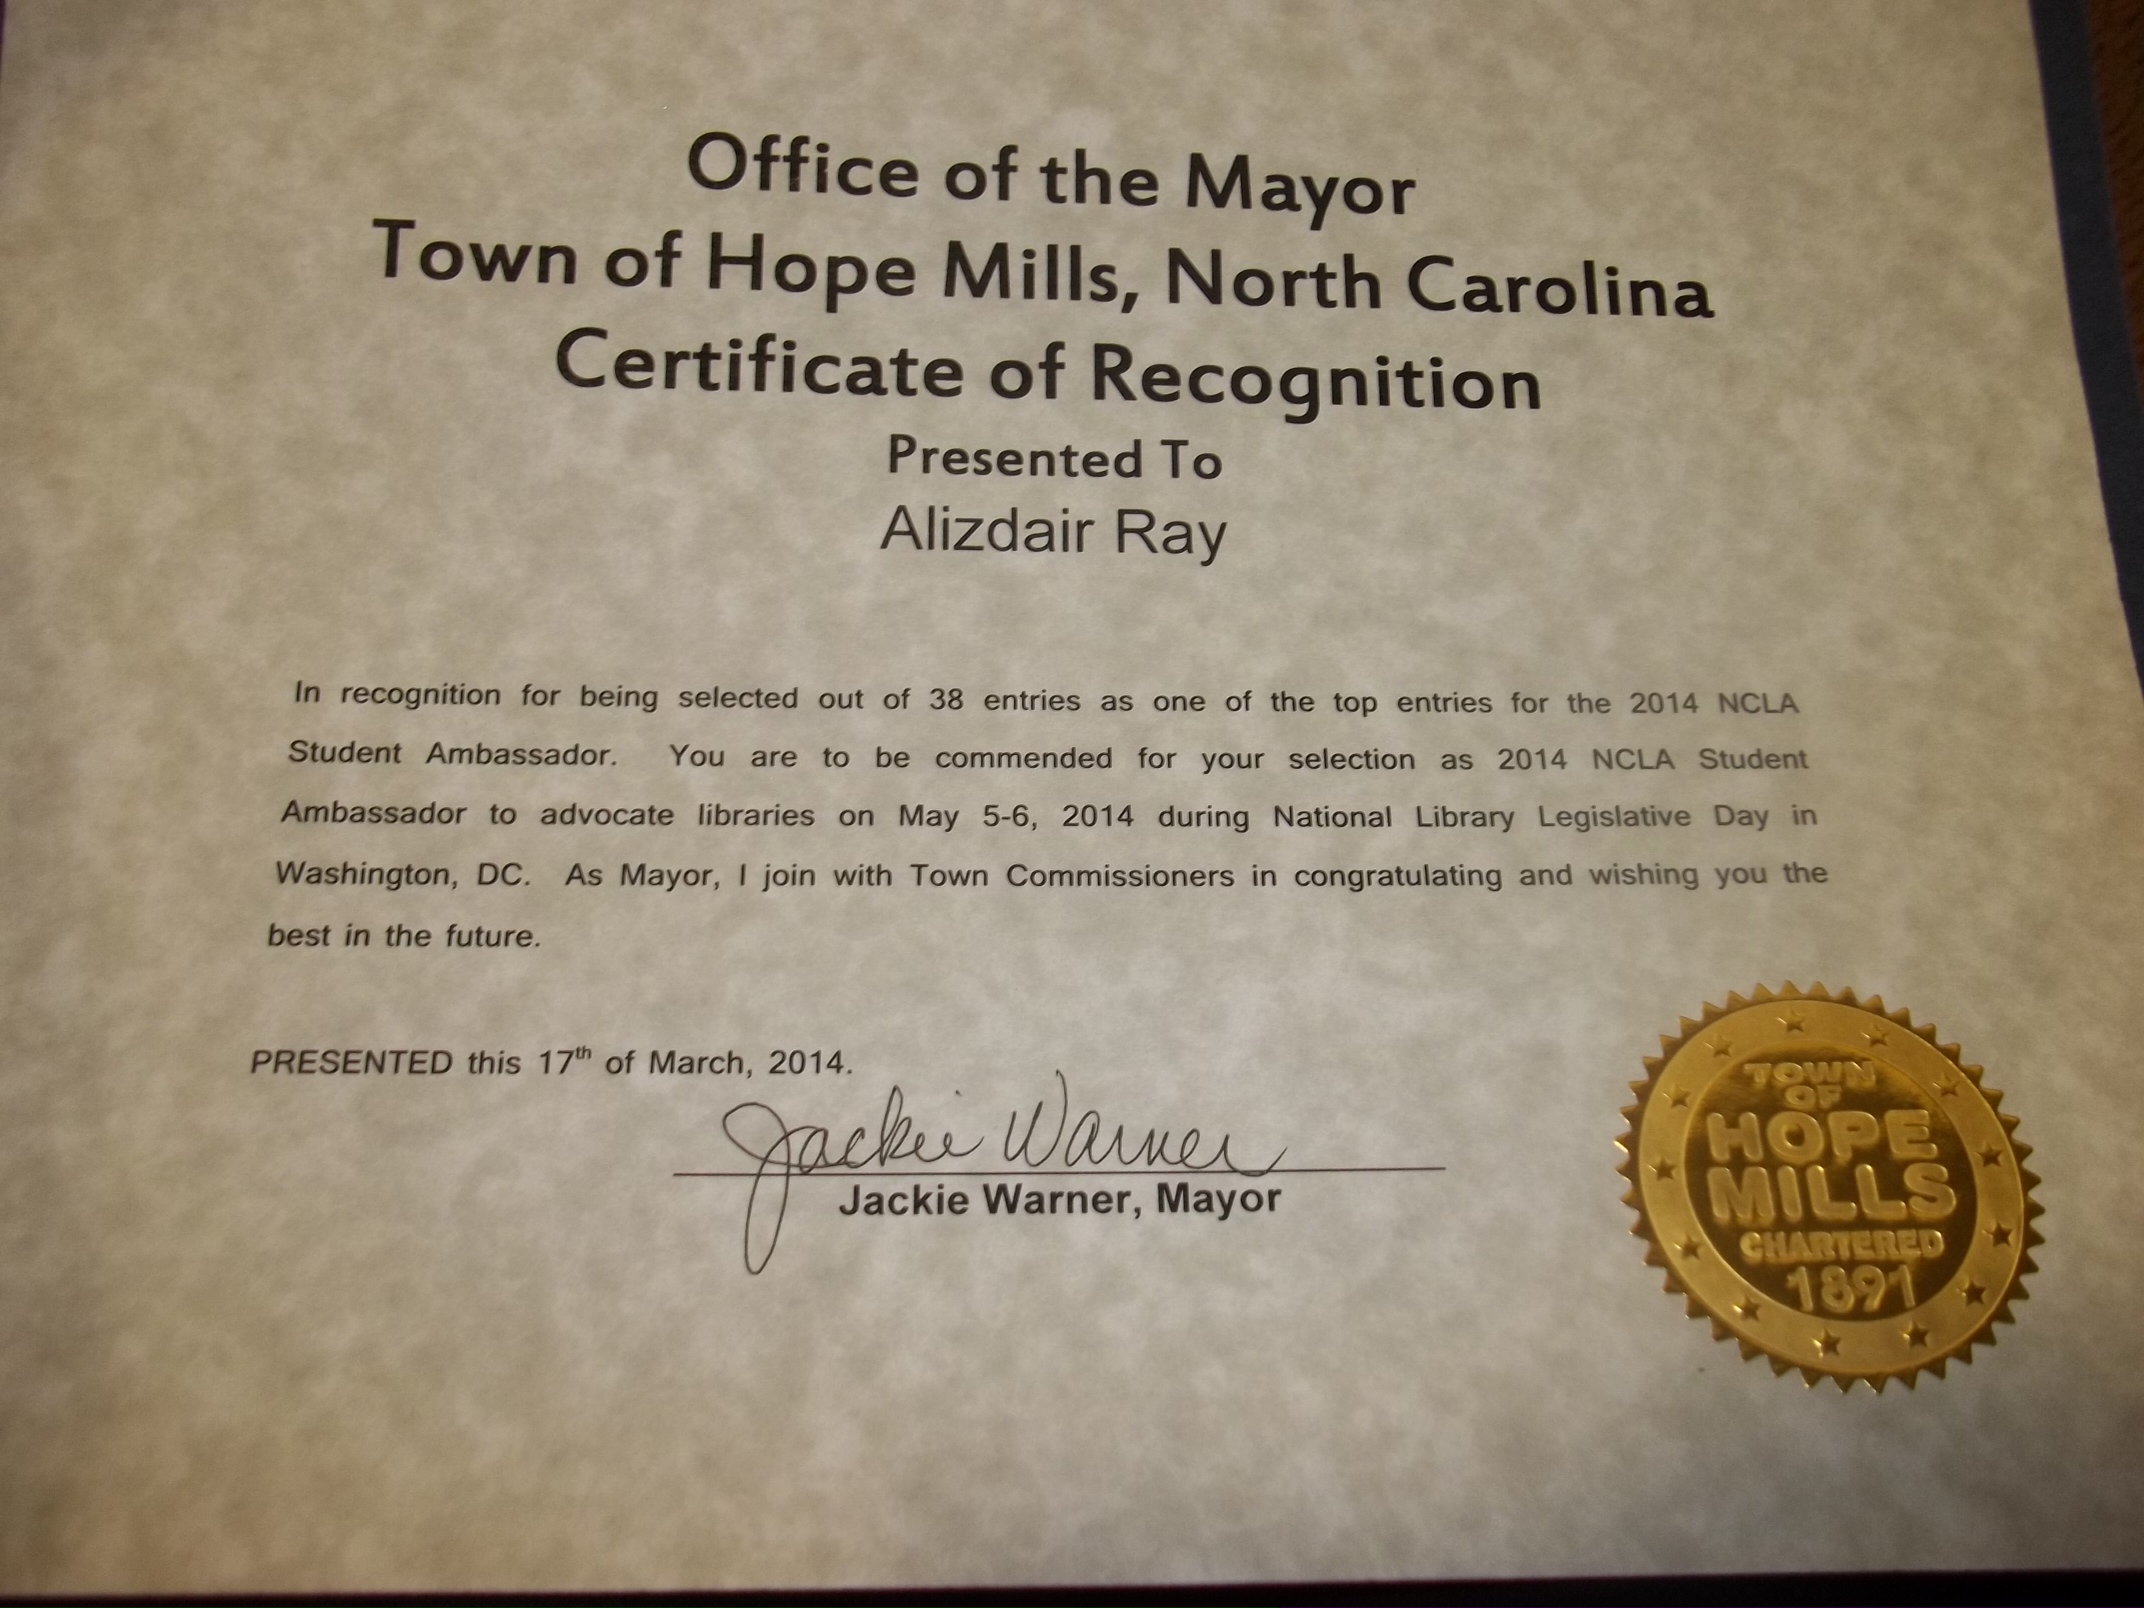 Office of the Mayor
Town of Hope Mills, North Carolina
Certificate of Recognition
Presented To
Alizdair Ray
In recognition for being selected out of 38 entries as one of the top entries for the 2014 NCLA
Student Ambassador. You are to be commended for your selection as 2014 NCLA Student
Ambassador to advocate libraries on May 5-6, 2014 during National Library Legislative Day in
Washington, DC. As Mayor, I join with Town Commissioners in congratulating and wishing you the
best in the future.
PRESENTED this 17th of March, 2014.
Jackie Warner
Jackie Warner, Mayor
TOWN
OF
HOPE
MILLS
CHARTERED
1891